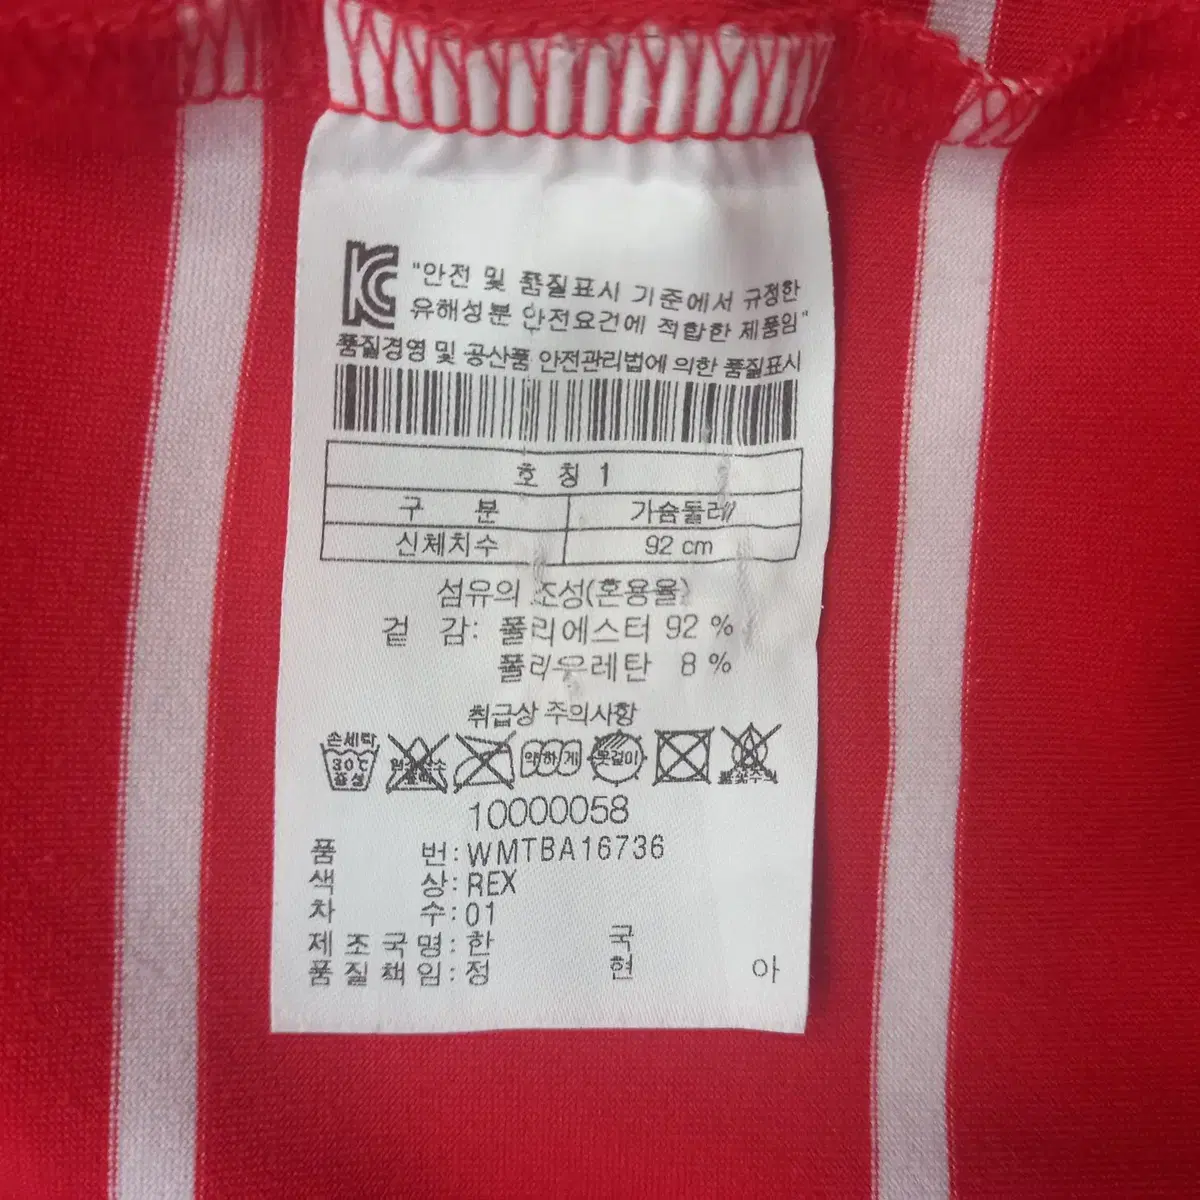 KC "안전 및 품질표시 기준에서 규정한
유해성분 안전요건에 적합한 제품임"
품질경영 및 공산품 안전관리법에 의한 품질표시
호 칭 1
구 분 가슴둘레
신체치수 92 cm
섬유의 조성(혼용율)
겉 감: 폴리에스터 92 %
폴리우레탄 8 %
취급상 주의사항
손세탁
30℃
중성
약하게
옷걸이
10000058
품 번:WMTBA16736
색 상:REX
차 수:01
제조국명:한 국
품질책임:정 현 아